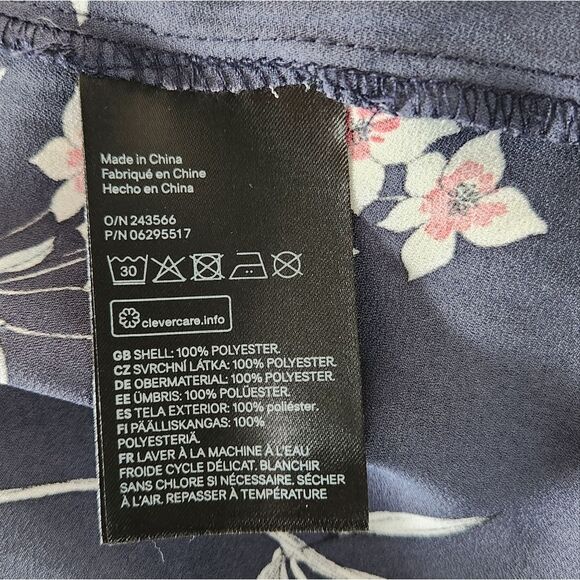 Made in China
Fabriqué en Chine
Hecho en China
O/N 243566
P/N 06295517
30
clevercare.info
GB SHELL: 100% POLYESTER.
CZ SVRCHNÍ LÁTKA: 100% POLYESTER.
DE OBERMATERIAL: 100% POLYESTER.
EE ÜMBRIS: 100% POLÜESTER.
ES TELA EXTERIOR: 100% poliéster.
FI PÄÄLLISKANGAS: 100%
POLYESTERIÄ.
FR LAVER À LA MACHINE À L'EAU
FROIDE CYCLE DÉLICAT. BLANCHIR
SANS CHLORE SI NÉCESSAIRE. SÉCHER
À L'AIR. REPASSER À TEMPÉRATURE